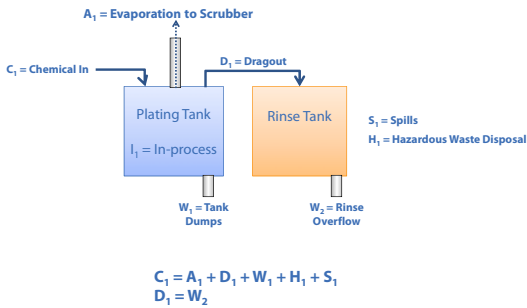 A₁ = Evaporation to Scrubber
C₁ = Chemical In
D₁ = Dragout
Plating Tank
I₁ = In-process
Rinse Tank
S₁ = Spills
H₁ = Hazardous Waste Disposal
W₁ = Tank
Dumps
W₂ = Rinse
Overflow
C₁ = A₁ + D₁ + W₁ + H₁ + S₁
D₁ = W₂